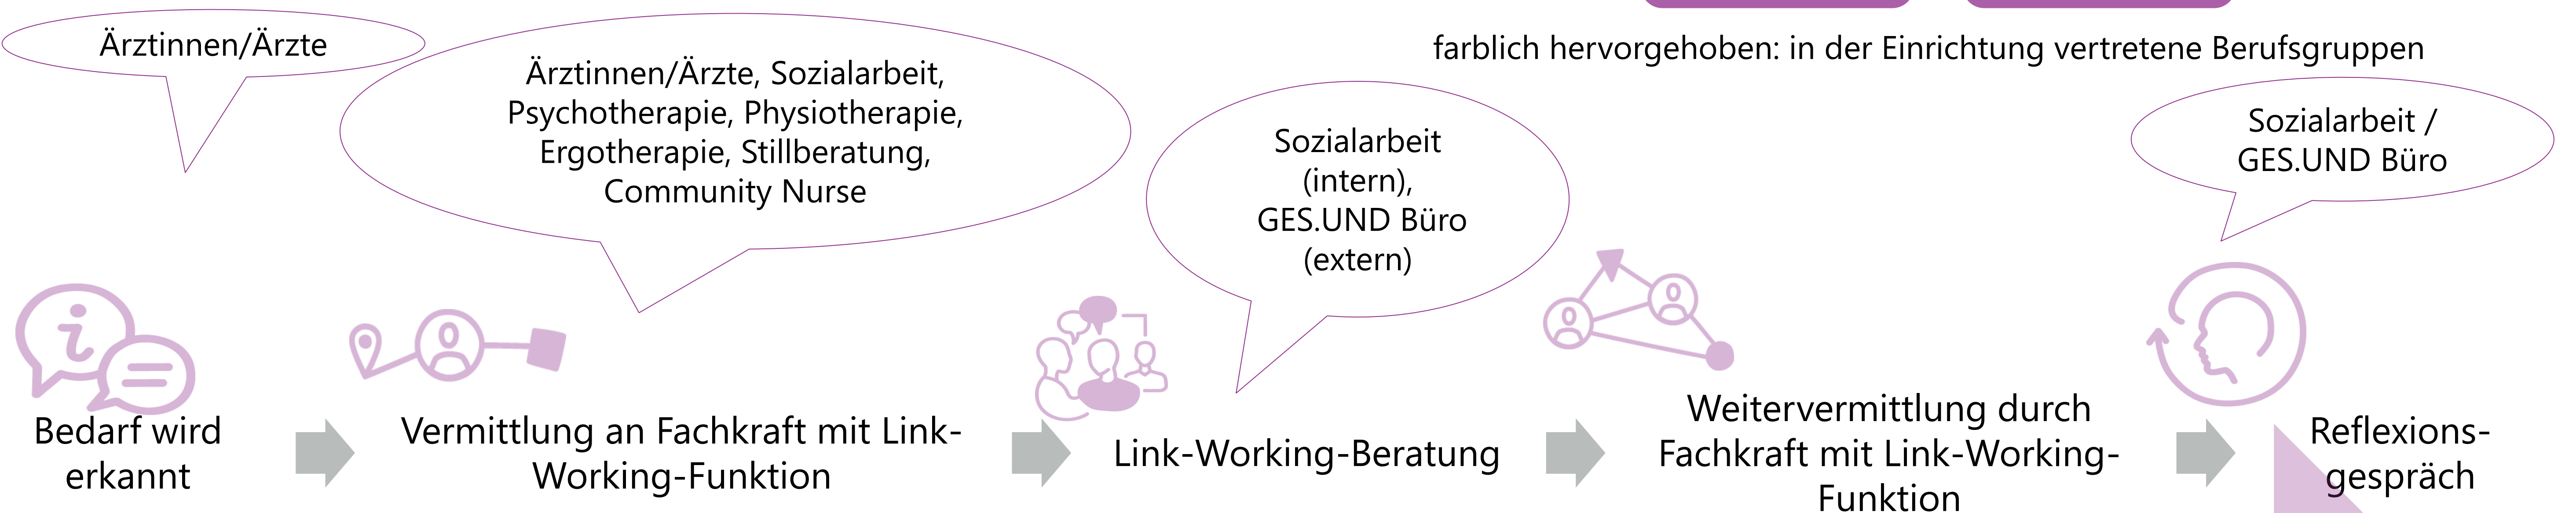 Ärztinnen/Ärzte
Ärztinnen/Ärzte, Sozialarbeit,
Psychotherapie, Physiotherapie,
Ergotherapie, Stillberatung,
Community Nurse
farblich hervorgehoben: in der Einrichtung vertretene Berufsgruppen
Sozialarbeit
(intern),
GES.UND Büro
(extern)
Sozialarbeit /
GES.UND Büro
Bedarf wird
erkannt
Vermittlung an Fachkraft mit Link-
Working-Funktion
Link-Working-Beratung
Weitervermittlung durch
Fachkraft mit Link-Working-
Funktion
Reflexions-
gespräch